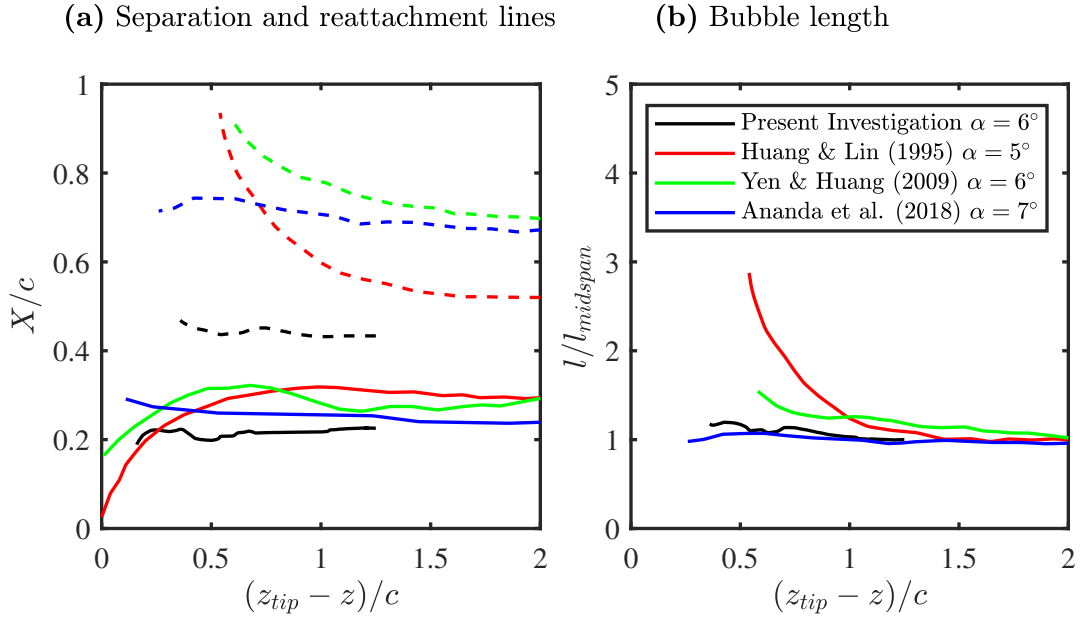 (a) Separation and reattachment lines
(b) Bubble length
1
0.8
0.6
0.4
0.2
0
X/c
0
0.5
1
1.5
2
(z_tip − z)/c
5
4
3
2
1
0
l/l_midspan
Present Investigation α = 6°
Huang & Lin (1995) α = 5°
Yen & Huang (2009) α = 6°
Ananda et al. (2018) α = 7°
0
0.5
1
1.5
2
(z_tip − z)/c